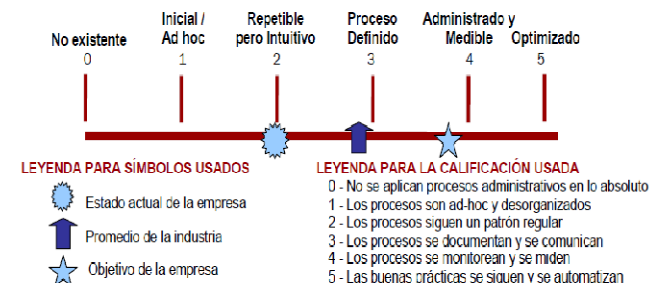 No existente
0
Inicial /
Ad hoc
1
Repetible
pero Intuitivo
2
Proceso
Definido
3
Administrado y
Medible
4
Optimizado
5
LEYENDA PARA SÍMBOLOS USADOS
Estado actual de la empresa
Promedio de la industria
Objetivo de la empresa
LEYENDA PARA LA CALIFICACIÓN USADA
0 - No se aplican procesos administrativos en lo absoluto
1 - Los procesos son ad-hoc y desorganizados
2 - Los procesos siguen un patrón regular
3 - Los procesos se documentan y se comunican
4 - Los procesos se monitorean y se miden
5 - Las buenas prácticas se siguen y se automatizan